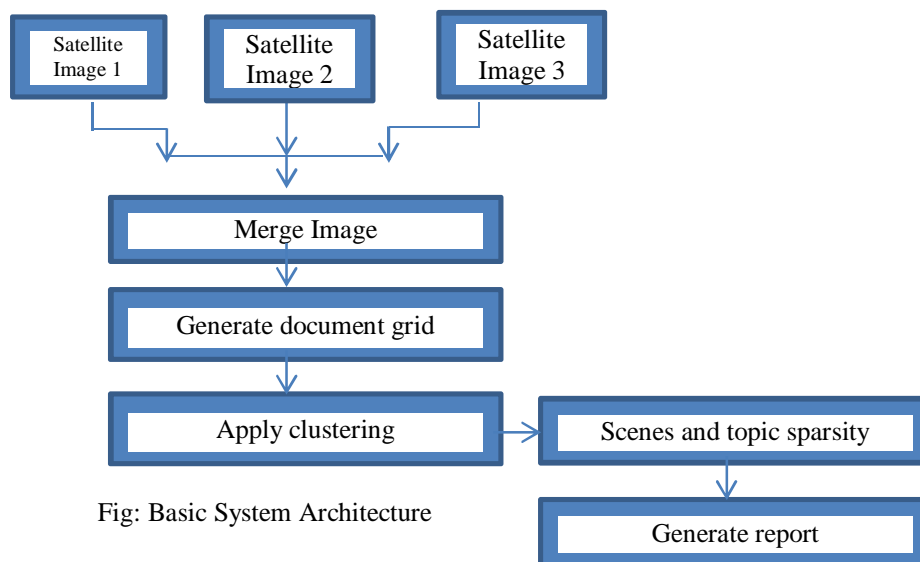 Satellite
Image 1
Satellite
Image 2
Satellite
Image 3
Merge Image
Generate document grid
Apply clustering
Scenes and topic sparsity
Fig: Basic System Architecture
Generate report